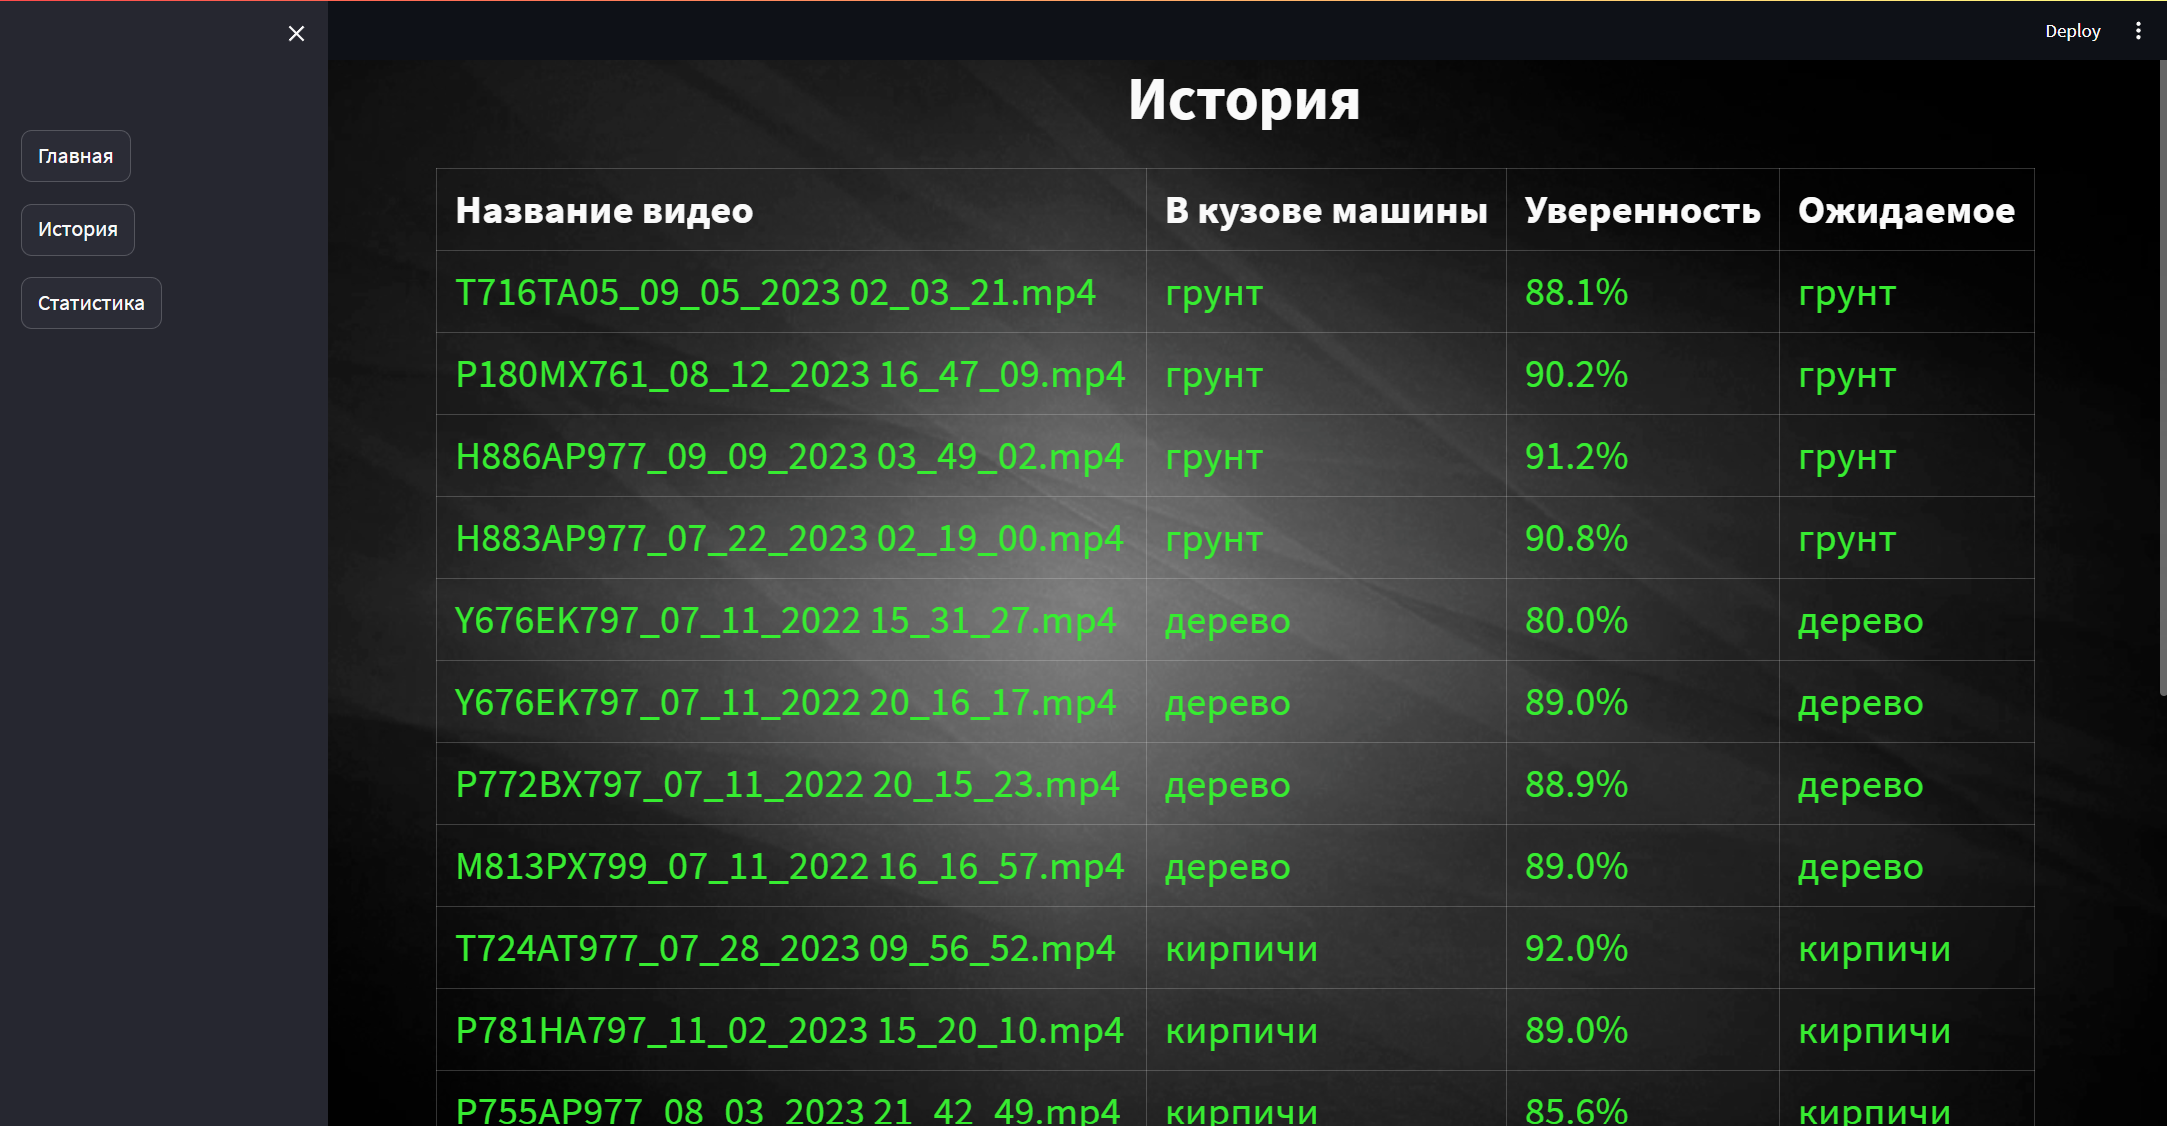 Deploy
Главная
История
Статистика
История
Название видео В кузове машины Уверенность Ожидаемое
T716TA05_09_05_2023 02_03_21.mp4 грунт 88.1% грунт
P180MX761_08_12_2023 16_47_09.mp4 грунт 90.2% грунт
H886AP977_09_09_2023 03_49_02.mp4 грунт 91.2% грунт
H883AP977_07_22_2023 02_19_00.mp4 грунт 90.8% грунт
Y676EK797_07_11_2022 15_31_27.mp4 дерево 80.0% дерево
Y676EK797_07_11_2022 20_16_17.mp4 дерево 89.0% дерево
P772BX797_07_11_2022 20_15_23.mp4 дерево 88.9% дерево
M813PX799_07_11_2022 16_16_57.mp4 дерево 89.0% дерево
T724AT977_07_28_2023 09_56_52.mp4 кирпичи 92.0% кирпичи
P781HA797_11_02_2023 15_20_10.mp4 кирпичи 89.0% кирпичи
P755AP977_08_03_2023 21_42_49.mp4 кирпичи 85.6% кирпичи